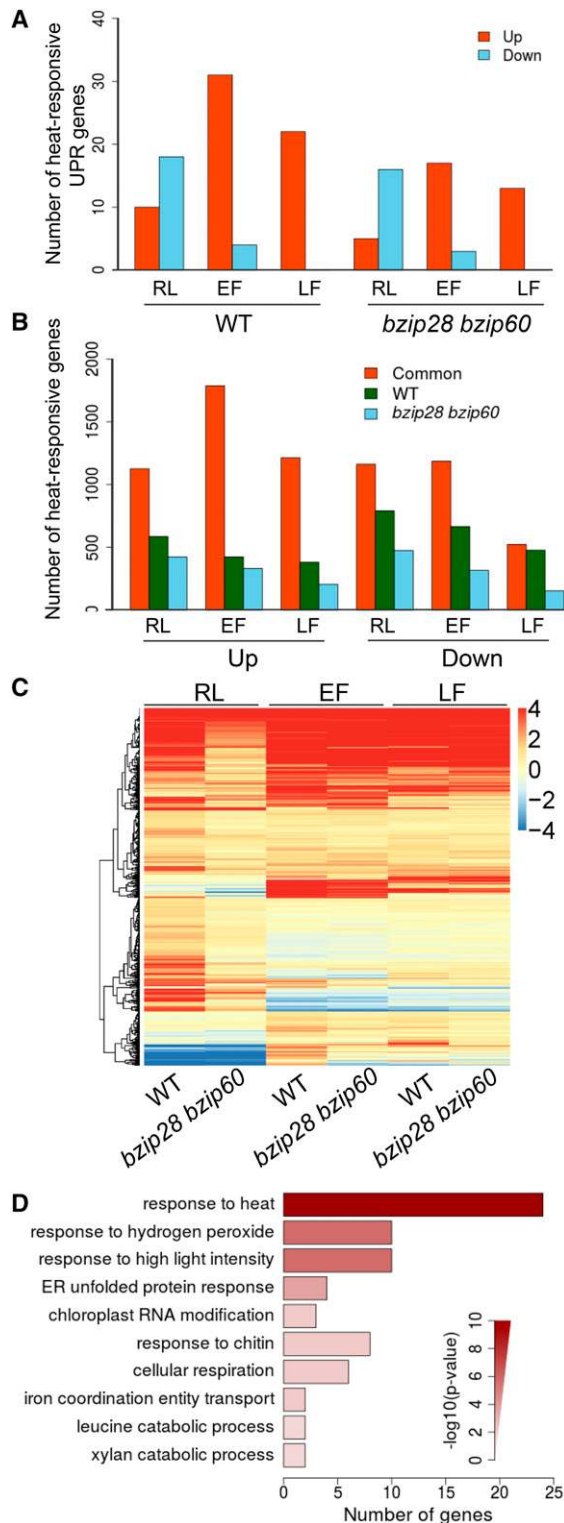 A
Number of heat-responsive
UPR genes
0 10 20 30 40
Up
Down
RL EF LF RL EF LF
WT bzip28 bzip60
B
Number of heat-responsive genes
0 500 1000 1500 2000
Common
WT
bzip28 bzip60
RL EF LF RL EF LF
Up Down
C
RL EF LF
4
2
0
−2
−4
WT bzip28 bzip60 WT bzip28 bzip60 WT bzip28 bzip60
D
response to heat
response to hydrogen peroxide
response to high light intensity
ER unfolded protein response
chloroplast RNA modification
response to chitin
cellular respiration
iron coordination entity transport
leucine catabolic process
xylan catabolic process
-log10(p-value)
0 2 4 6 8 10
0 5 10 15 20 25
Number of genes